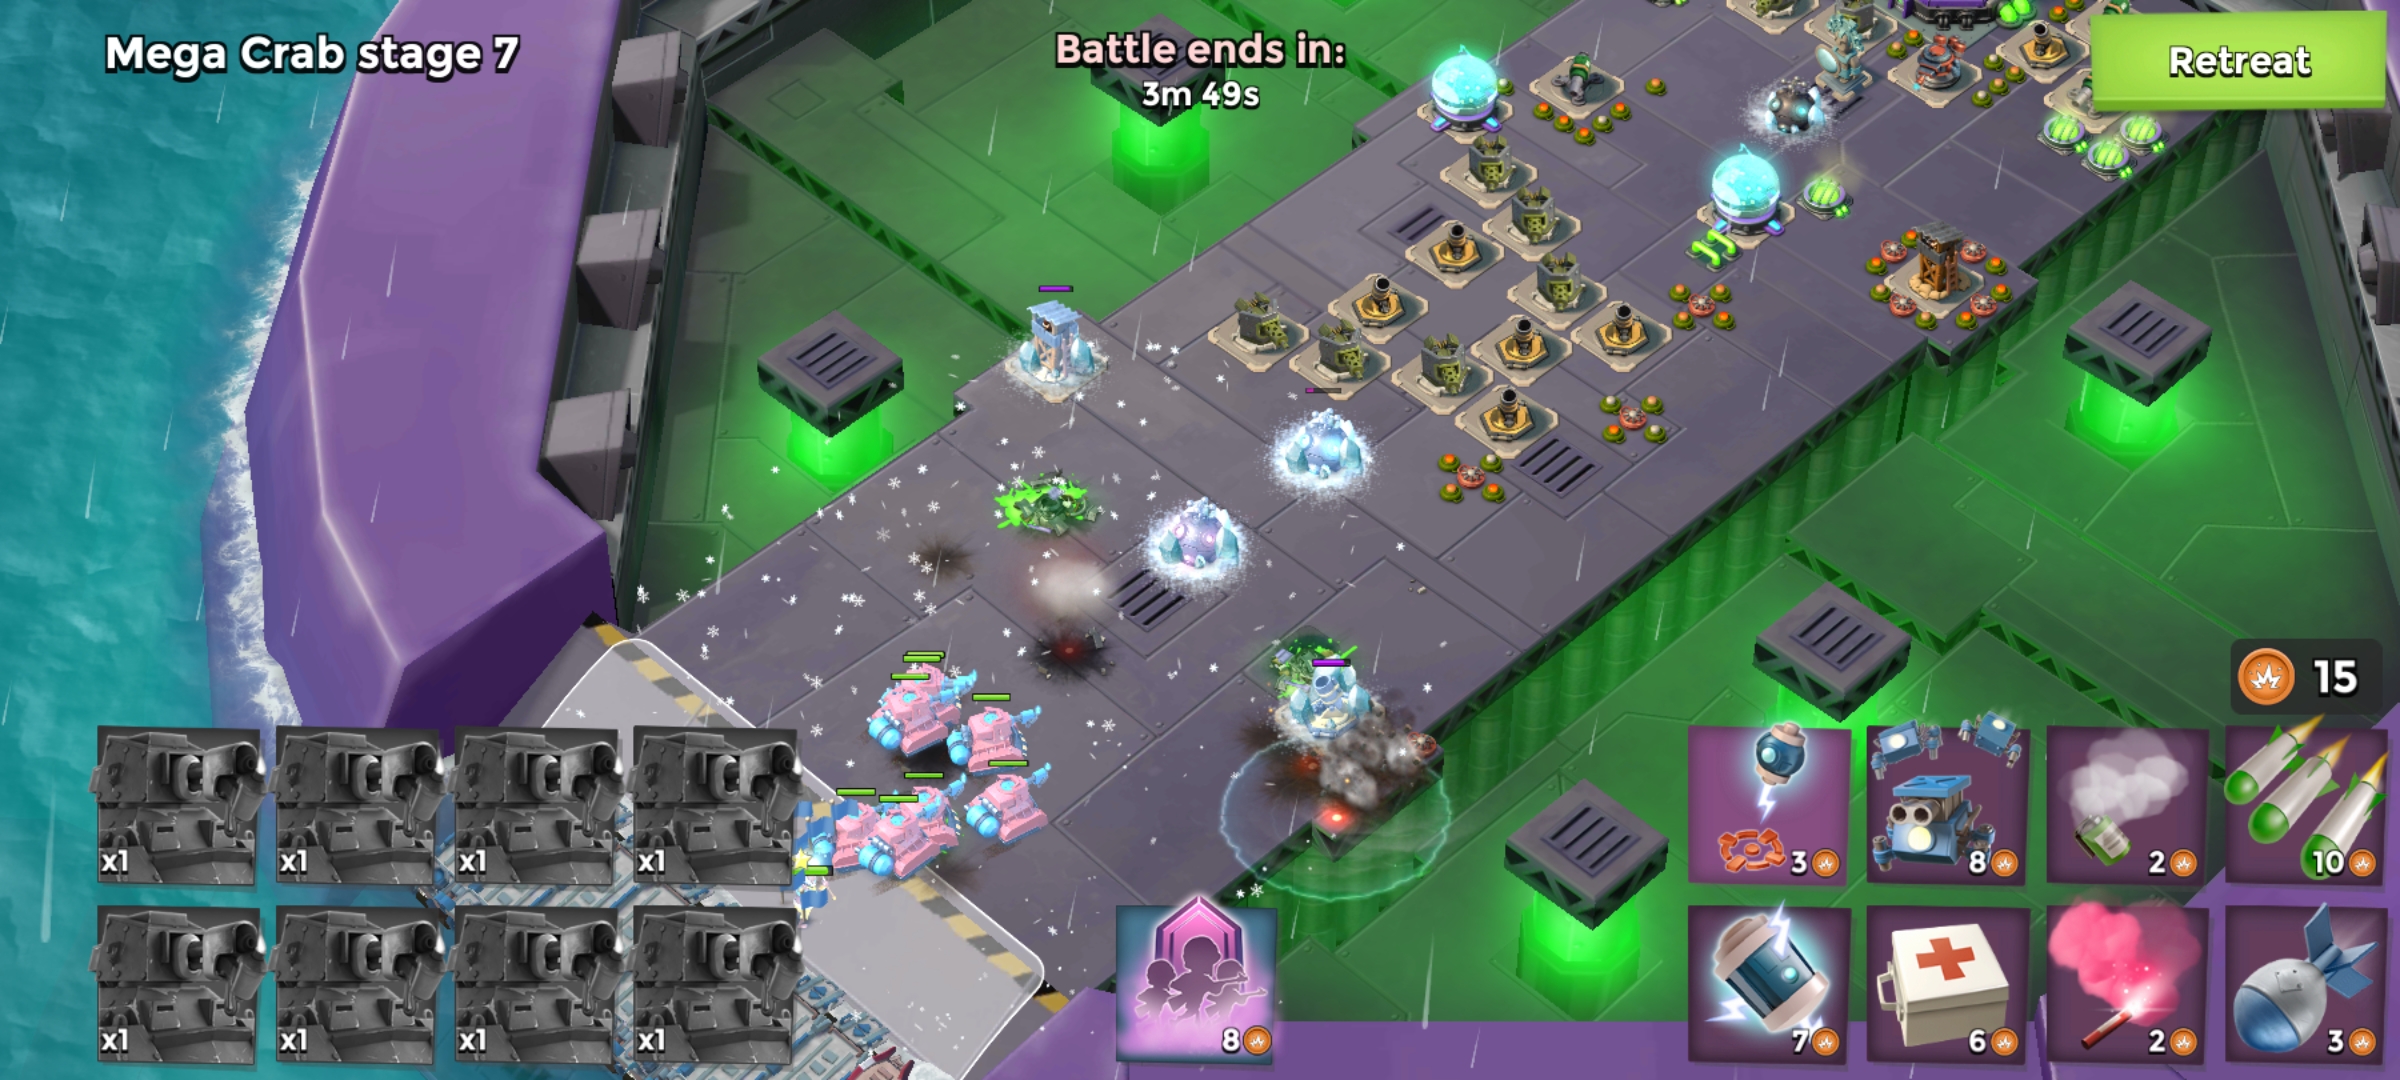 Mega Crab stage 7
Battle ends in:
3m 49s
Retreat
15
x1
x1
x1
x1
3
8
2
10
x1
x1
x1
x1
8
7
6
2
3